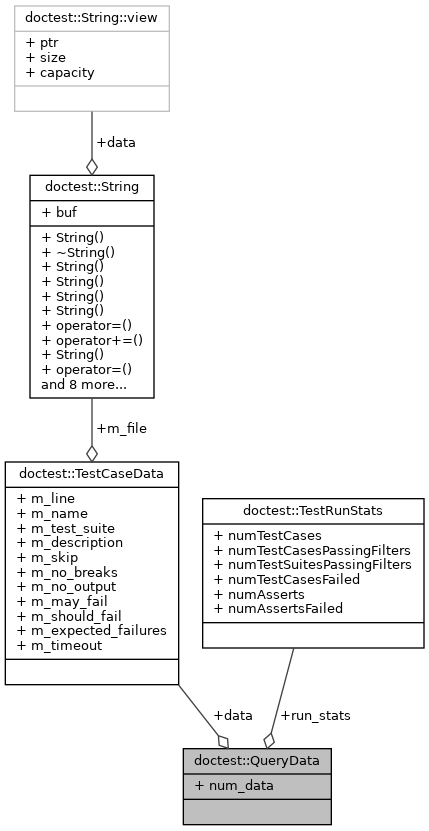 doctest::String::view
+ ptr
+ size
+ capacity
+data
doctest::String
+ buf
+ String()
+ ~String()
+ String()
+ String()
+ String()
+ String()
+ operator=()
+ operator+=()
+ String()
+ operator=()
and 8 more...
+m_file
doctest::TestCaseData
+ m_line
+ m_name
+ m_test_suite
+ m_description
+ m_skip
+ m_no_breaks
+ m_no_output
+ m_may_fail
+ m_should_fail
+ m_expected_failures
+ m_timeout
doctest::TestRunStats
+ numTestCases
+ numTestCasesPassingFilters
+ numTestSuitesPassingFilters
+ numTestCasesFailed
+ numAsserts
+ numAssertsFailed
+data
+run_stats
doctest::QueryData
+ num_data